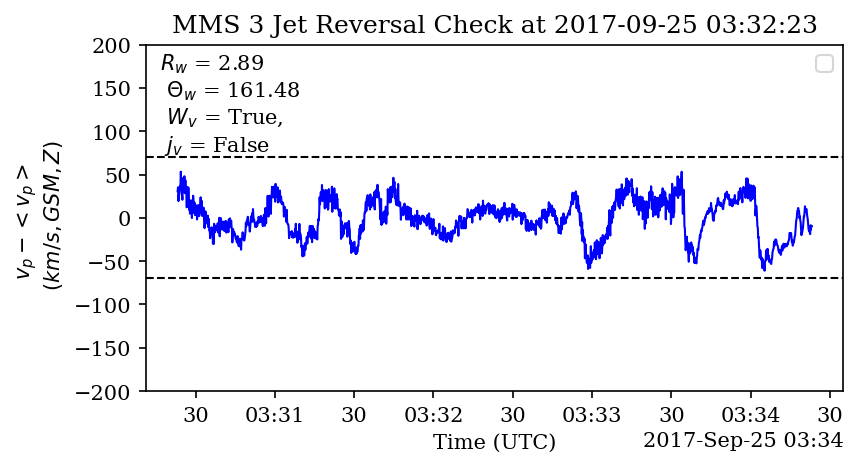 MMS 3 Jet Reversal Check at 2017-09-25 03:32:23
R_w = 2.89
Θ_w = 161.48
W_v = True,
j_v = False
v_p − < v_p >
(km/s, GSM, Z)
200
150
100
50
0
−50
−100
−150
−200
30 03:31 30 03:32 30 03:33 30 03:34 30
Time (UTC)
2017-Sep-25 03:34